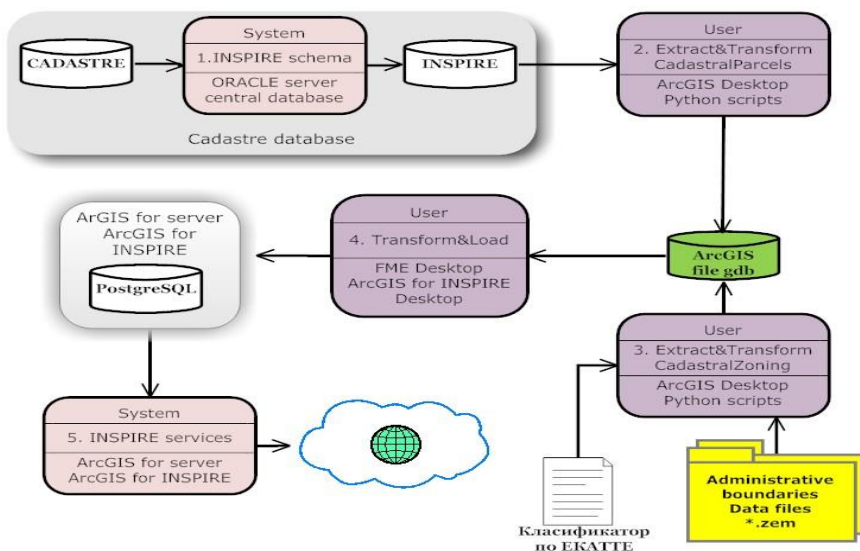 System
1.INSPIRE schema
ORACLE server
central database
CADASTRE
INSPIRE
Cadastre database
User
2. Extract&Transform
CadastralParcels
ArcGIS Desktop
Python scripts
ArGIS for server
ArcGIS for
INSPIRE
PostgreSQL
User
4. Transform&Load
FME Desktop
ArcGIS for INSPIRE
Desktop
ArcGIS
file gdb
User
3. Extract&Transform
CadastralZoning
ArcGIS Desktop
Python scripts
System
5. INSPIRE services
ArcGIS for server
ArcGIS for INSPIRE
Класификатор
по ЕКАТТЕ
Administrative
boundaries
Data files
*.zem